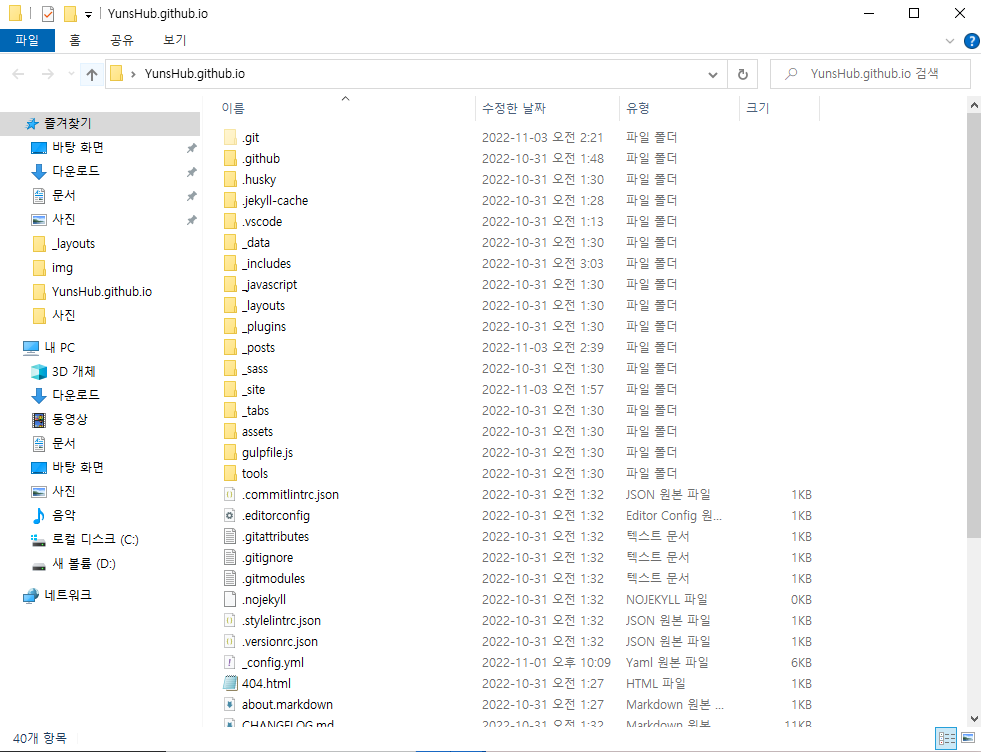 YunsHub.github.io
파일 홈 공유 보기
YunsHub.github.io YunsHub.github.io 검색
이름 수정한 날짜 유형 크기
즐겨찾기
바탕 화면
다운로드
문서
사진
_layouts
img
YunsHub.github.io
사진
내 PC
3D 개체
다운로드
동영상
문서
바탕 화면
사진
음악
로컬 디스크 (C:)
새 볼륨 (D:)
네트워크
.git 2022-11-03 오전 2:21 파일 폴더
.github 2022-10-31 오전 1:48 파일 폴더
.husky 2022-10-31 오전 1:30 파일 폴더
.jekyll-cache 2022-10-31 오전 1:28 파일 폴더
.vscode 2022-10-31 오전 1:13 파일 폴더
_data 2022-10-31 오전 1:30 파일 폴더
_includes 2022-10-31 오전 3:03 파일 폴더
_javascript 2022-10-31 오전 1:30 파일 폴더
_layouts 2022-10-31 오전 1:30 파일 폴더
_plugins 2022-10-31 오전 1:30 파일 폴더
_posts 2022-11-03 오전 2:39 파일 폴더
_sass 2022-10-31 오전 1:30 파일 폴더
_site 2022-11-03 오전 1:57 파일 폴더
_tabs 2022-10-31 오전 1:30 파일 폴더
assets 2022-10-31 오전 1:30 파일 폴더
gulpfile.js 2022-10-31 오전 1:30 파일 폴더
tools 2022-10-31 오전 1:30 파일 폴더
.commitlintrc.json 2022-10-31 오전 1:32 JSON 원본 파일 1KB
.editorconfig 2022-10-31 오전 1:32 Editor Config 원... 1KB
.gitattributes 2022-10-31 오전 1:32 텍스트 문서 1KB
.gitignore 2022-10-31 오전 1:32 텍스트 문서 1KB
.gitmodules 2022-10-31 오전 1:32 텍스트 문서 1KB
.nojekyll 2022-10-31 오전 1:32 NOJEKYLL 파일 0KB
.stylelintrc.json 2022-10-31 오전 1:32 JSON 원본 파일 1KB
.versionrc.json 2022-10-31 오전 1:32 JSON 원본 파일 1KB
_config.yml 2022-11-01 오후 10:09 Yaml 원본 파일 6KB
404.html 2022-10-31 오전 1:27 HTML 파일 1KB
about.markdown 2022-10-31 오전 1:27 Markdown 원본 ... 1KB
CHANGELOG.md 2022-10-31 오전 1:32 Markdown 원본 11KB
40개 항목